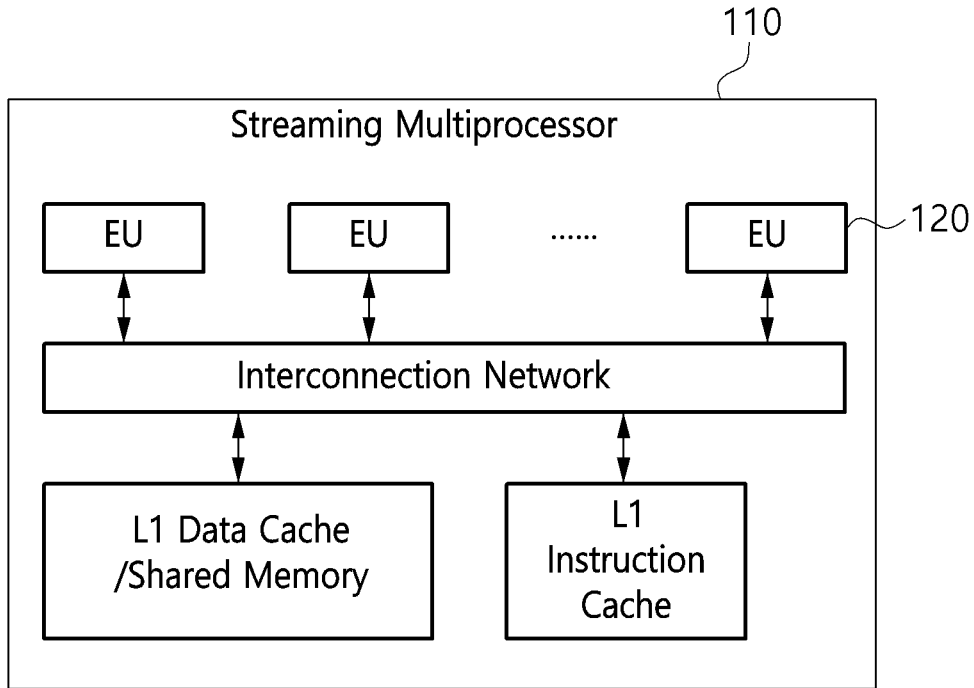 110
Streaming Multiprocessor
EU EU ...... EU 120
Interconnection Network
L1 Data Cache
/Shared Memory
L1
Instruction
Cache